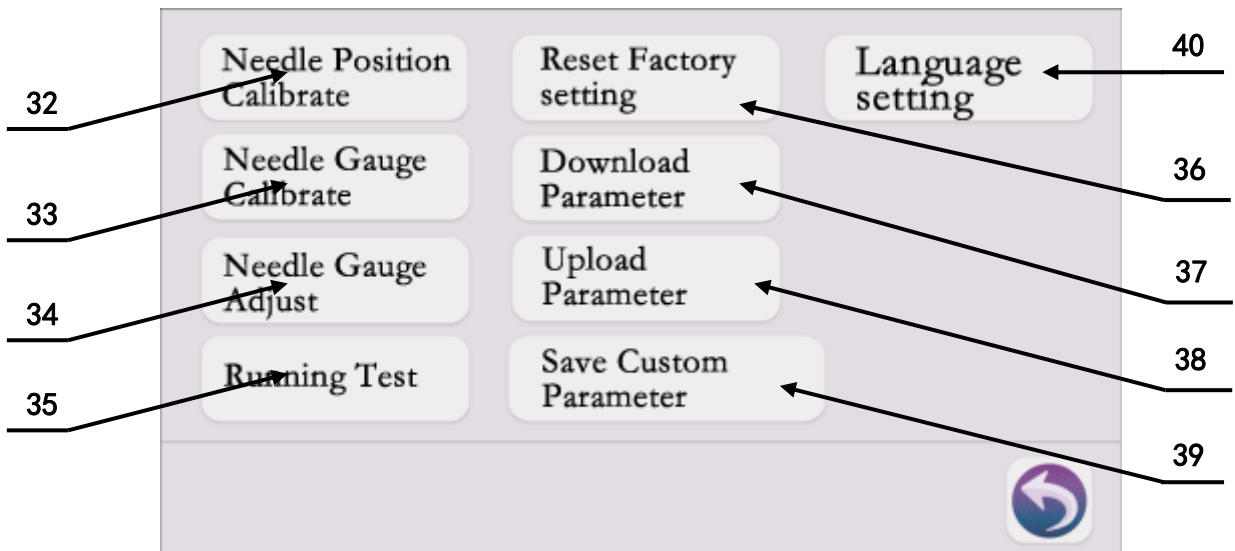 32
33
34
35
Needle Position
Calibrate
Needle Gauge
Calibrate
Needle Gauge
Adjust
Running Test
Reset Factory
setting
Download
Parameter
Upload
Parameter
Save Custom
Parameter
Language
setting
40
36
37
38
39